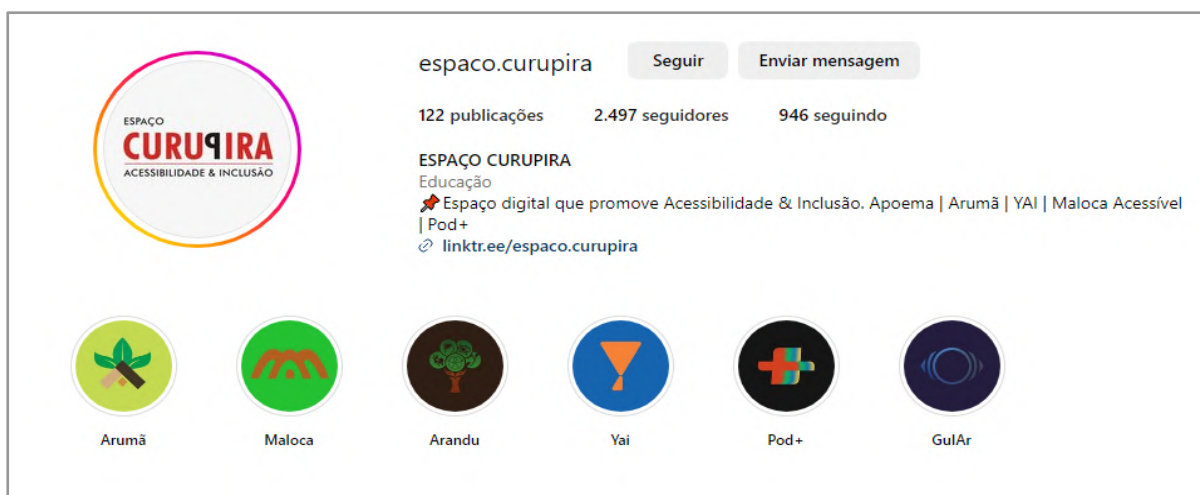 ESPAÇO
CURUPIRA
ACESSIBILIDADE & INCLUSÃO
espaco.curupira
Seguir
Enviar mensagem
122 publicações
2.497 seguidores
946 seguindo
ESPAÇO CURUPIRA
Educação
📌 Espaço digital que promove Acessibilidade & Inclusão. Apoema | Arumã | YAI | Maloca Acessível
| Pod+
linktr.ee/espaco.curupira
Arumã
Maloca
Arandu
Yai
Pod+
GuIAr